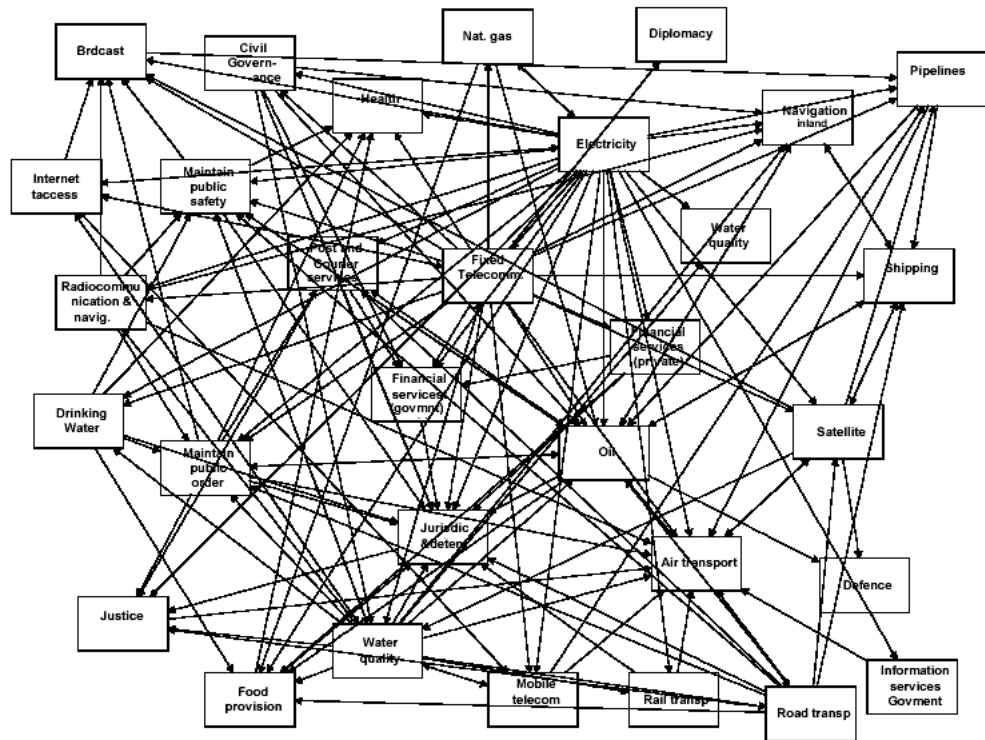 Brdcast
Civil
Govern-
ance
Nat. gas
Diplomacy
Pipelines
Health
Navigation
inland
Electricity
Internet
taccess
Maintain
public
safety
Water
quality
Post end
Courier
services
Fixed
Telecomm.
Shipping
Radiocommu
nication &
navig.
Financial
services
(private)
Financial
services
(govmnt)
Drinking
Water
Satellite
Maintain
public-
order
Oil
Jurisdic
&detent
Air transport
Defence
Justice
Water
quality
Food
provision
Mobile
telecom
Rail transp
Road transp
Information
services
Govment